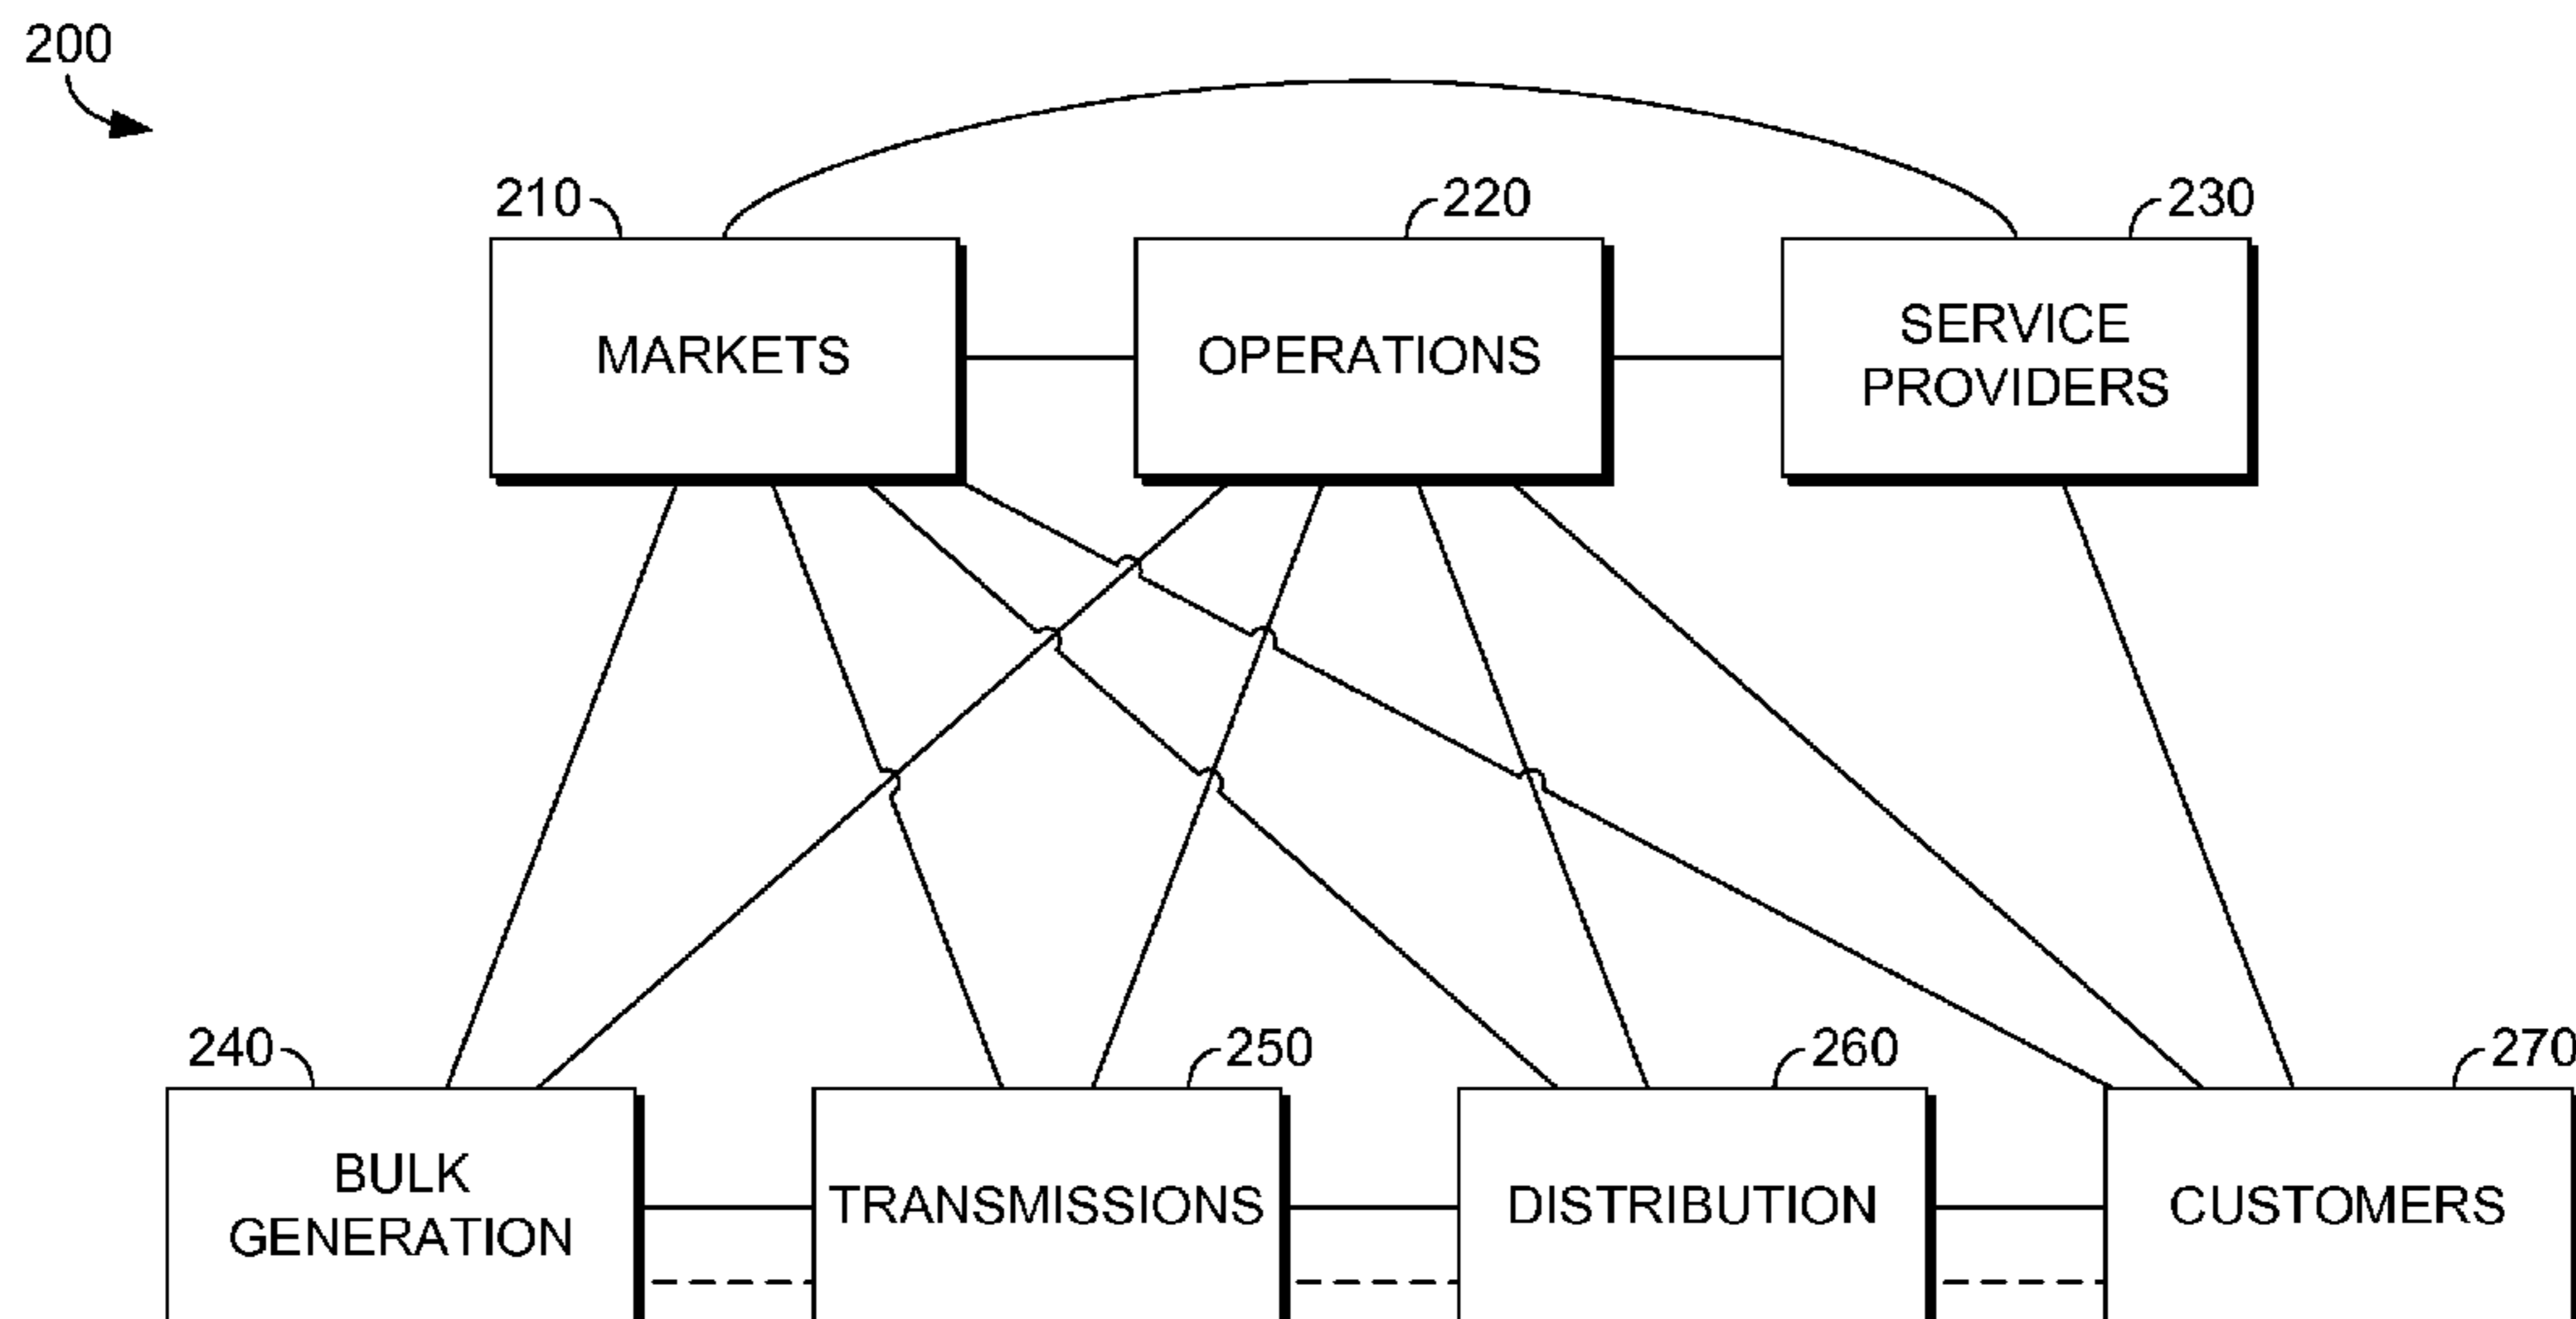 200
210
220
230
MARKETS
OPERATIONS
SERVICE
PROVIDERS
240
250
260
270
BULK
GENERATION
TRANSMISSIONS
DISTRIBUTION
CUSTOMERS